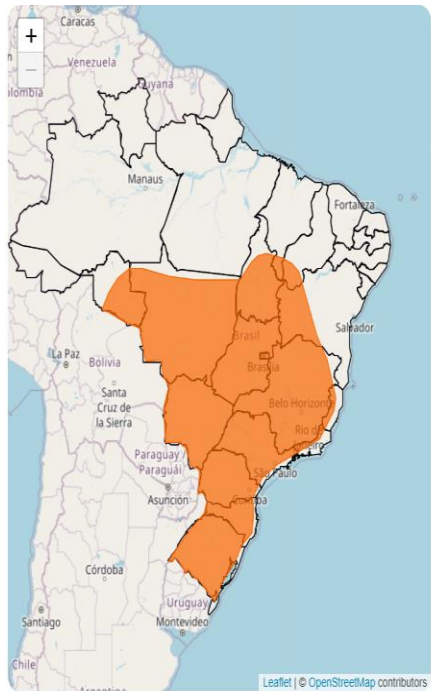 Caracas
+
−
Venezuela
Guyana
olombia
Manaus
Fortaleza
Brasil
Salvador
La Paz
Brasília
Bolivia
Santa
Cruz de
la Sierra
Belo Horizonte
Rio de
Janeiro
Paraguay
Paraguái
São Paulo
Asunción
Curitiba
Córdoba
Uruguay
Santiago
Montevideo
Chile
Argentina
Leaflet | © OpenStreetMap contributors